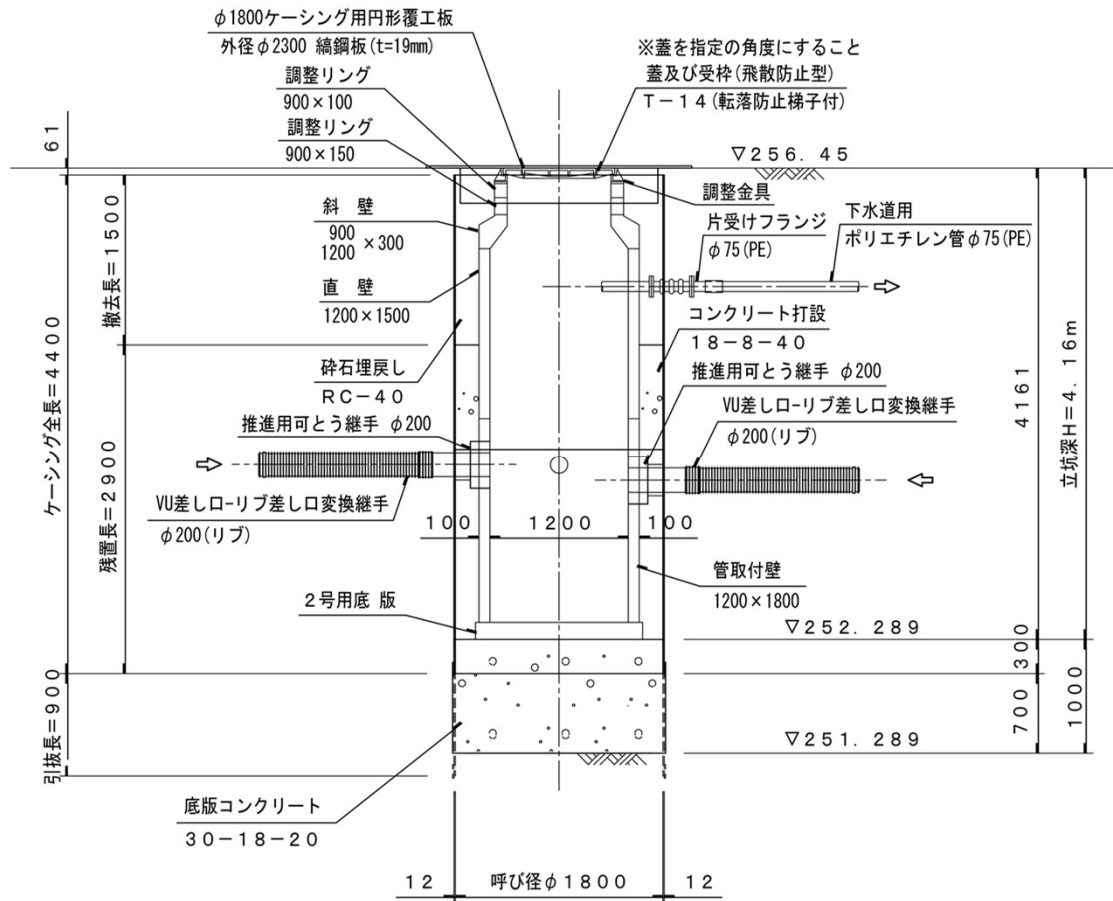 φ1800ケーシング用円形覆工板
外径φ2300 縞鋼板(t=19mm)
※蓋を指定の角度にすること
蓋及び受枠(飛散防止型)
T-14(転落防止梯子付)
調整リング
900×100
調整リング
900×150
61
▽256.45
調整金具
斜 壁
900
1200 ×300
片受けフランジ
φ75(PE)
下水道用
ポリエチレン管φ75(PE)
直 壁
1200×1500
撤去長=1500
コンクリート打設
18-8-40
砕石埋戻し
RC-40
推進用可とう継手 φ200
推進用可とう継手 φ200
VU差し口-リブ差し口変換継手
φ200(リブ)
VU差し口-リブ差し口変換継手
φ200(リブ)
ケーシング全長=4400
残置長=2900
4161
立坑深H=4.16m
100 1200 100
管取付壁
1200×1800
2号用底 版
▽252.289
300
700
1000
引抜長=900
▽251.289
底版コンクリート
30-18-20
12 呼び径φ1800 12